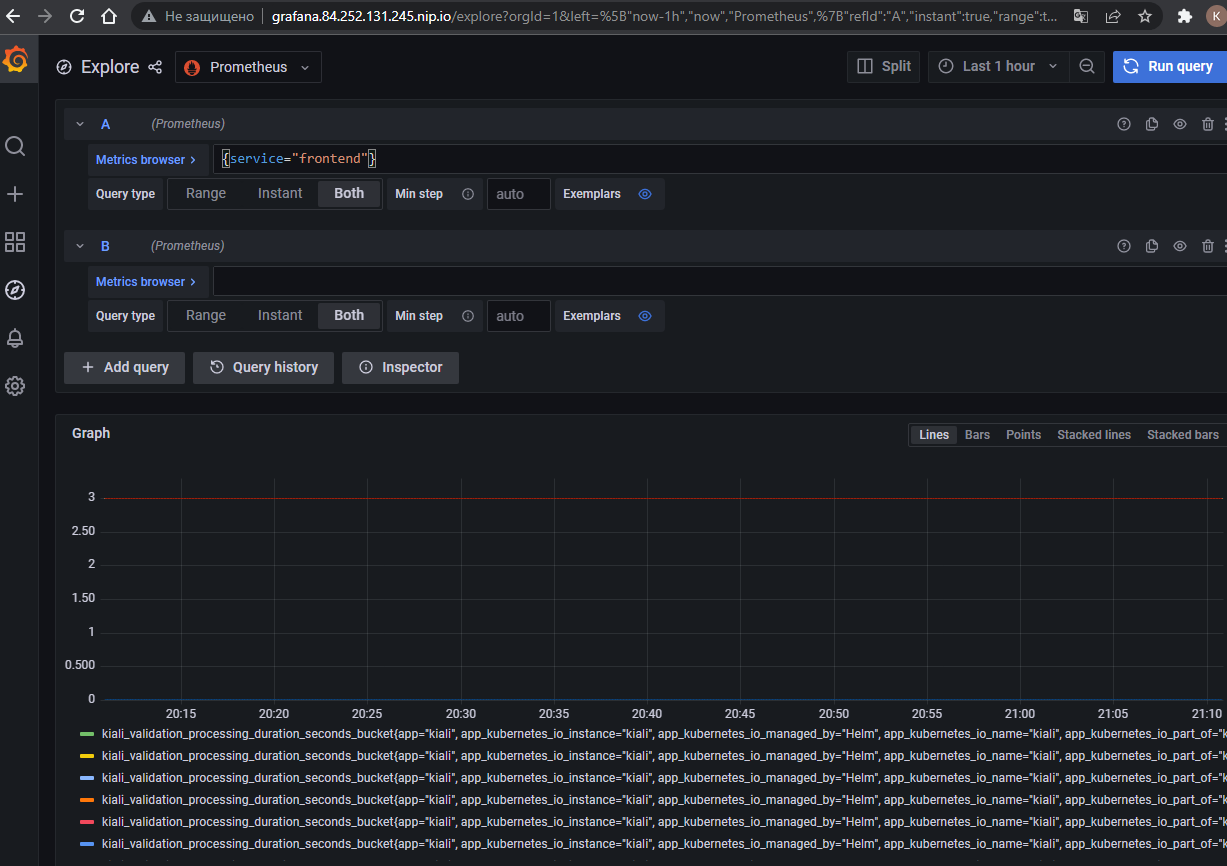 Не защищено grafana.84.252.131.245.nip.io/explore?orgId=1&left=%5B"now-1h","now","Prometheus",%7B"refId":"A","instant":true,"range":t... K
Explore Prometheus Split Last 1 hour Run query
A (Prometheus)
Metrics browser > {service="frontend"}
Query type Range Instant Both Min step auto Exemplars
B (Prometheus)
Metrics browser >
Query type Range Instant Both Min step auto Exemplars
+ Add query Query history Inspector
Graph Lines Bars Points Stacked lines Stacked bars
3
2.50
2
1.50
1
0.500
0
20:15 20:20 20:25 20:30 20:35 20:40 20:45 20:50 20:55 21:00 21:05 21:10
kiali_validation_processing_duration_seconds_bucket{app="kiali", app_kubernetes_io_instance="kiali", app_kubernetes_io_managed_by="Helm", app_kubernetes_io_name="kiali", app_kubernetes_io_part_of="k
kiali_validation_processing_duration_seconds_bucket{app="kiali", app_kubernetes_io_instance="kiali", app_kubernetes_io_managed_by="Helm", app_kubernetes_io_name="kiali", app_kubernetes_io_part_of="k
kiali_validation_processing_duration_seconds_bucket{app="kiali", app_kubernetes_io_instance="kiali", app_kubernetes_io_managed_by="Helm", app_kubernetes_io_name="kiali", app_kubernetes_io_part_of="k
kiali_validation_processing_duration_seconds_bucket{app="kiali", app_kubernetes_io_instance="kiali", app_kubernetes_io_managed_by="Helm", app_kubernetes_io_name="kiali", app_kubernetes_io_part_of="k
kiali_validation_processing_duration_seconds_bucket{app="kiali", app_kubernetes_io_instance="kiali", app_kubernetes_io_managed_by="Helm", app_kubernetes_io_name="kiali", app_kubernetes_io_part_of="k
kiali_validation_processing_duration_seconds_bucket{app="kiali", app_kubernetes_io_instance="kiali", app_kubernetes_io_managed_by="Helm", app_kubernetes_io_name="kiali", app_kubernetes_io_part_of="k